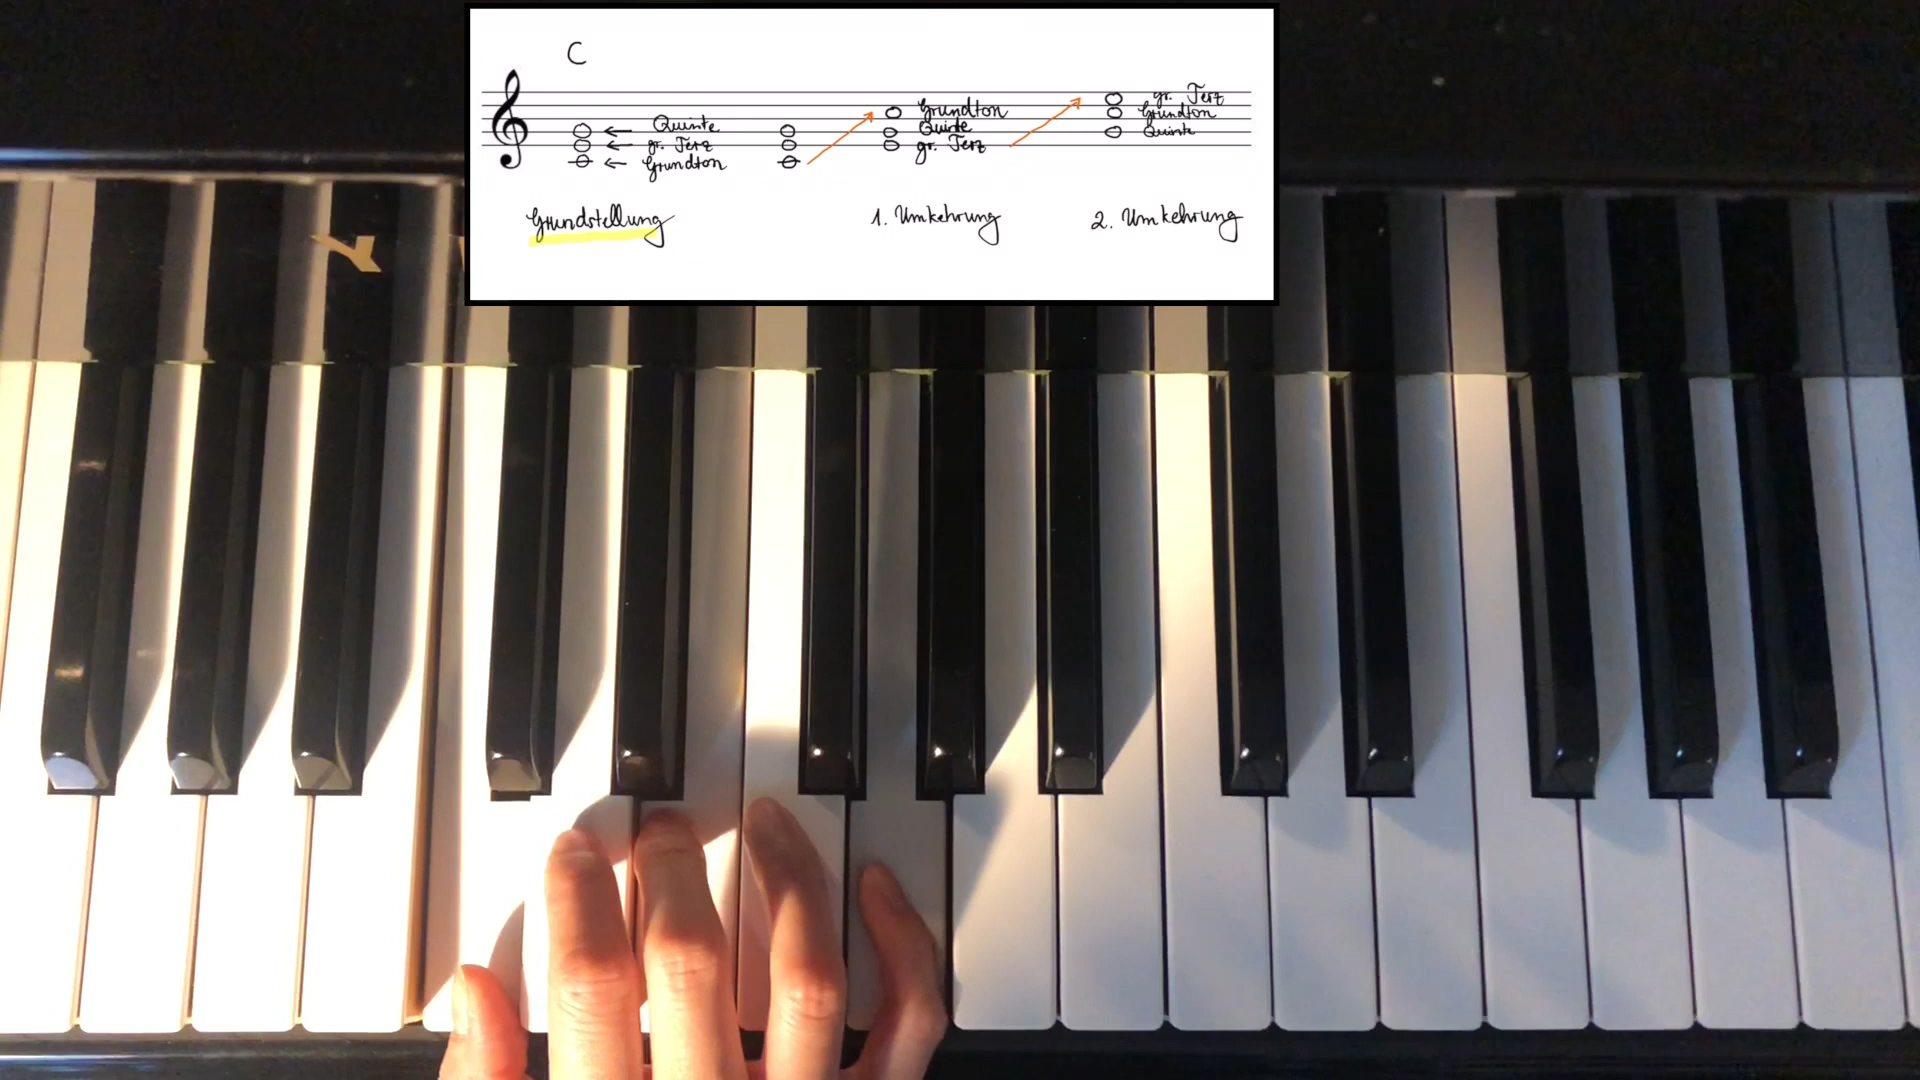 C
Quinte
gr. Terz
Grundton
Grundton
Quinte
gr. Terz
gr. Terz
Grundton
Quinte
Grundstellung
1. Umkehrung
2. Umkehrung
Y